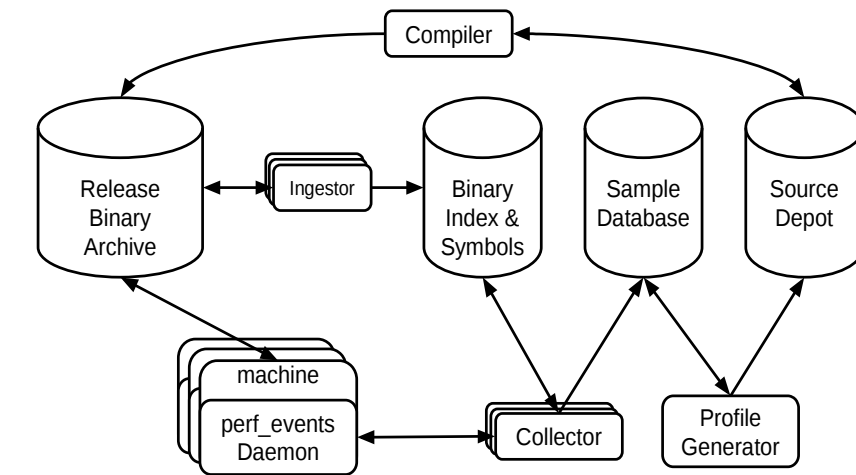 Compiler
Release
Binary
Archive
Ingestor
Binary
Index &
Symbols
Sample
Database
Source
Depot
machine
perf_events
Daemon
Collector
Profile
Generator